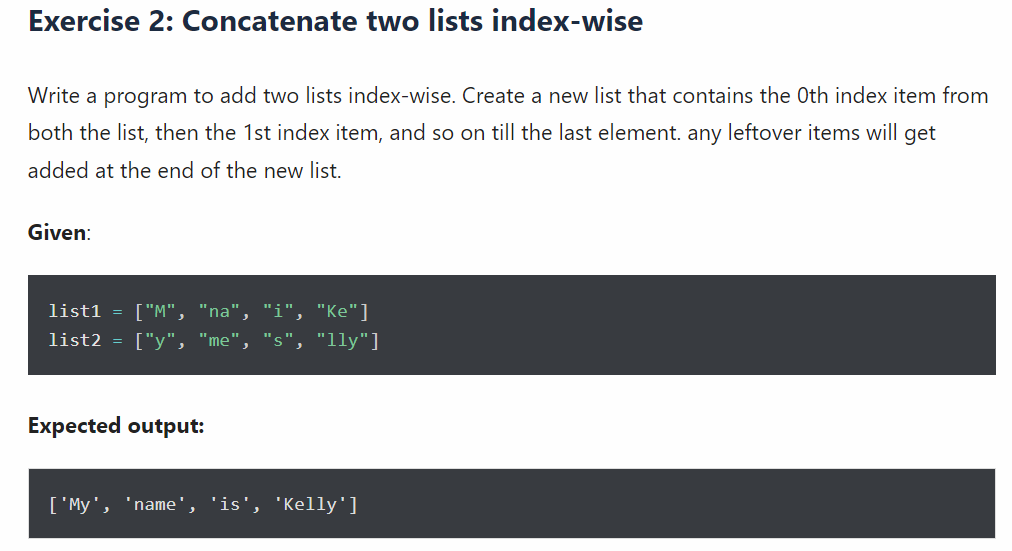 Exercise 2: Concatenate two lists index-wise
Write a program to add two lists index-wise. Create a new list that contains the 0th index item from
both the list, then the 1st index item, and so on till the last element. any leftover items will get
added at the end of the new list.
Given:
list1 = ["M", "na", "i", "Ke"]
list2 = ["y", "me", "s", "lly"]
Expected output:
['My', 'name', 'is', 'Kelly']